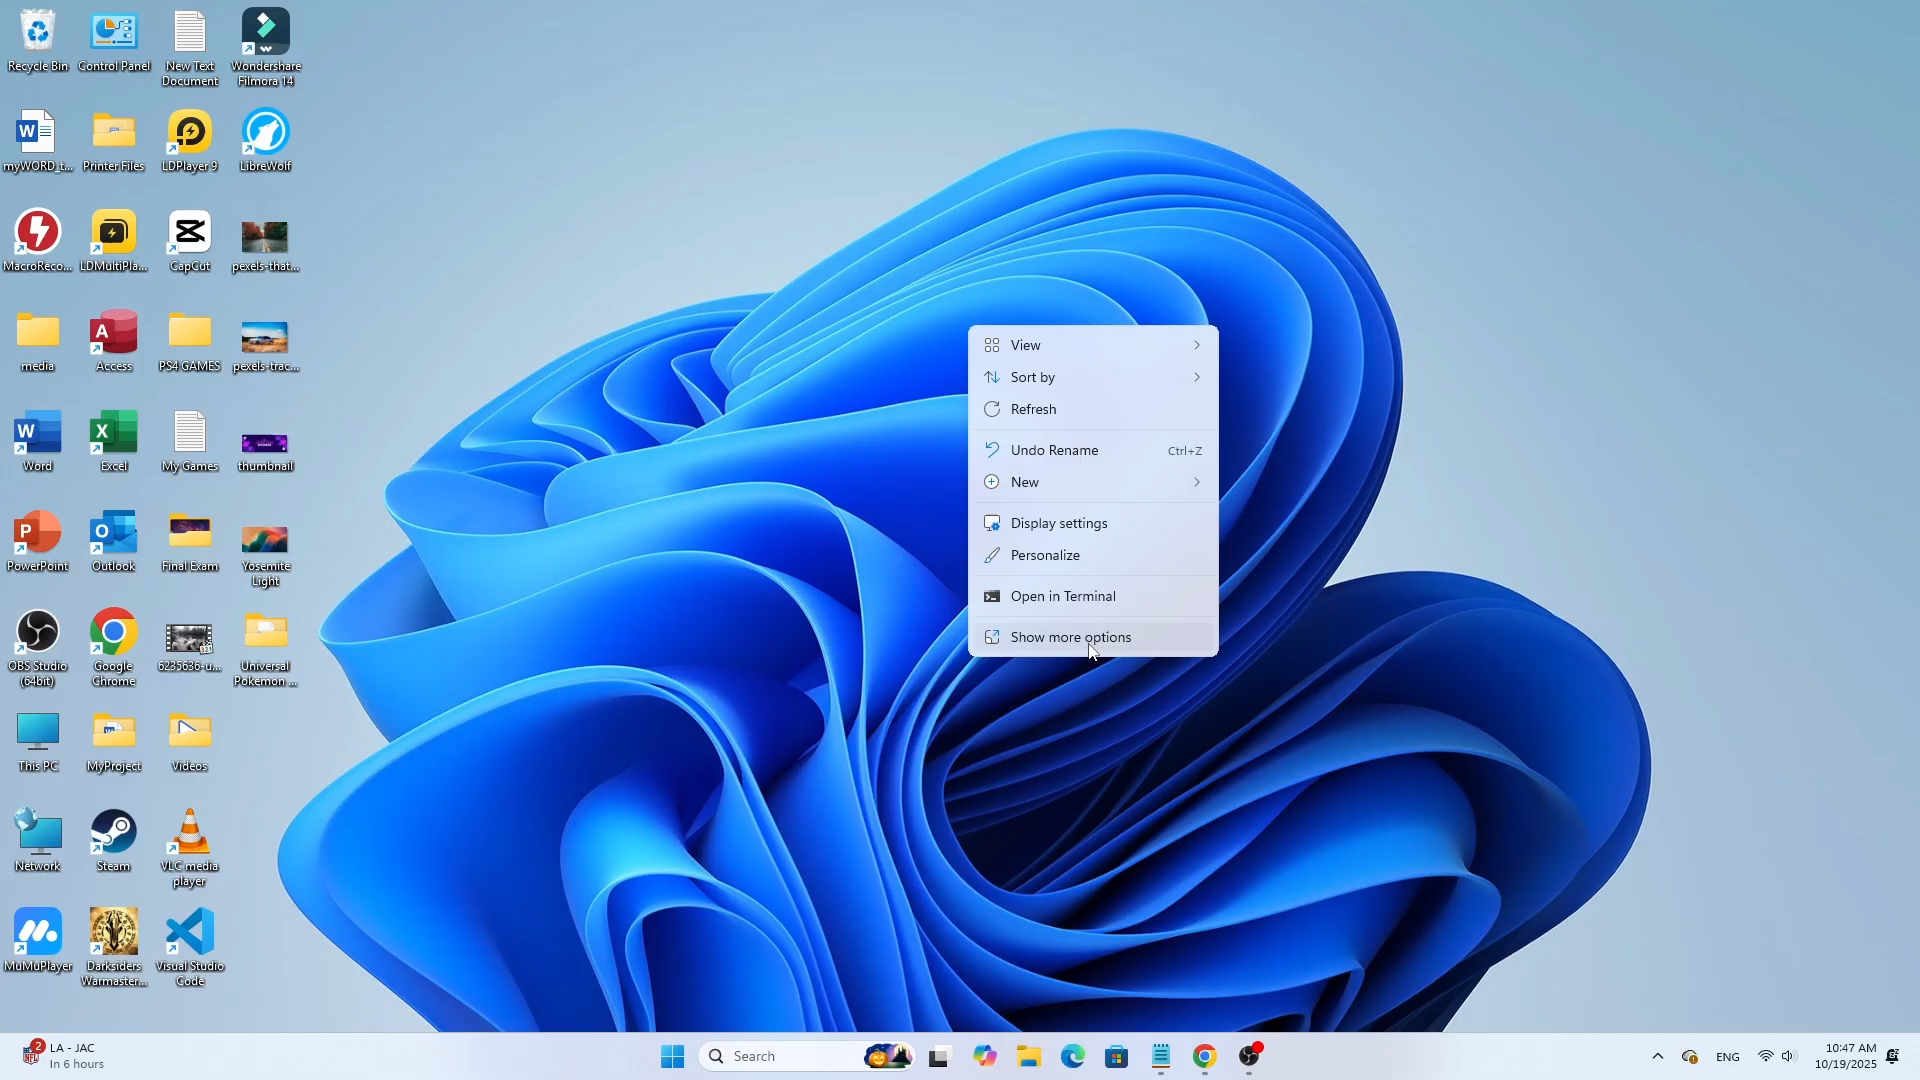 Recycle Bin
Control Panel
New Text
Document
Wondershare
Filmora 14
myWORD_t...
Printer Files
LDPlayer 9
LibreWolf
MacroReco...
LDMultiPla...
CapCut
pexels-that...
media
Access
PS4 GAMES
pexels-trac...
Word
Excel
My Games
thumbnail
PowerPoint
Outlook
Final Exam
Yosemite
Light
OBS Studio
(64bit)
Google
Chrome
6235636-u...
Universal
Pokemon ...
This PC
MyProject
Videos
Network
Steam
VLC media
player
MuMuPlayer
Darksiders
Warmaster...
Visual Studio
Code
View
Sort by
Refresh
Undo Rename Ctrl+Z
New
Display settings
Personalize
Open in Terminal
Show more options
2
LA - JAC
In 6 hours
Search
ENG
10:47 AM
10/19/2025